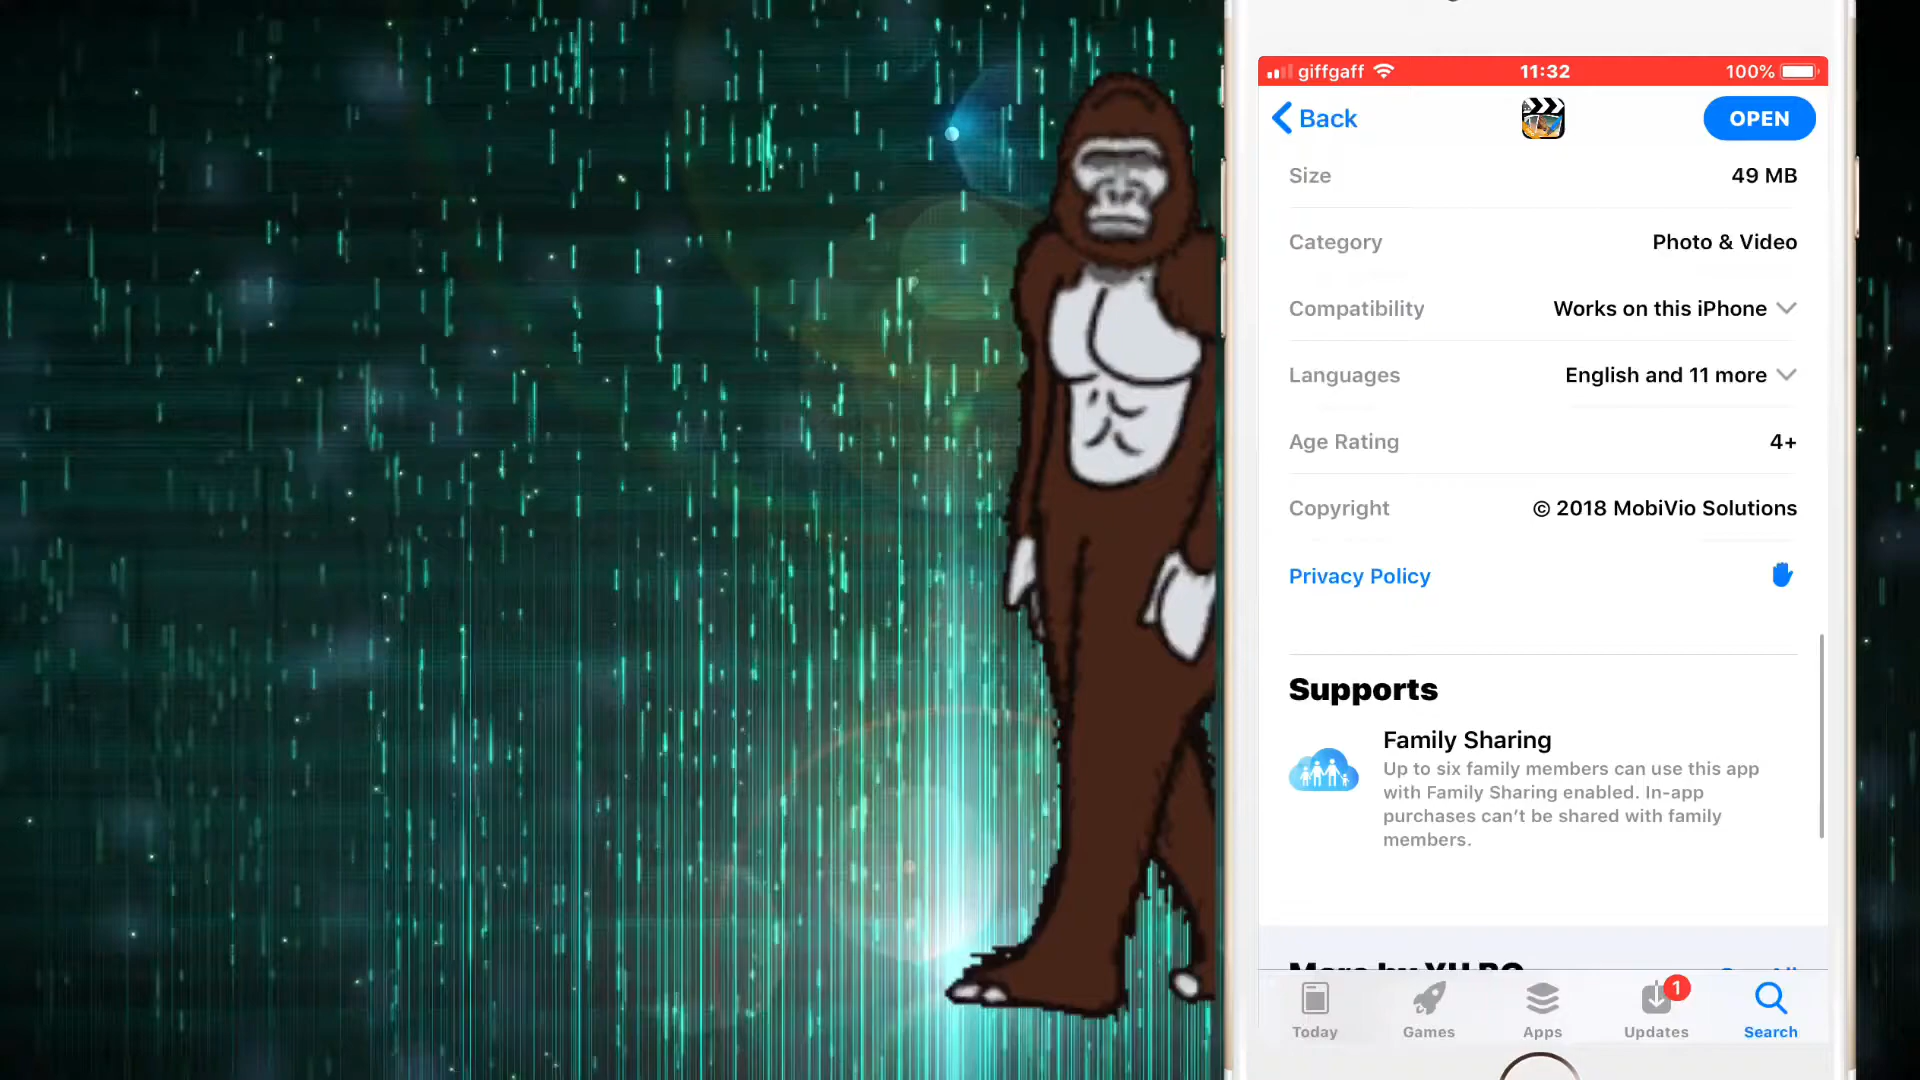 giffgaff 11:32 100%
Back OPEN
Size 49 MB
Category Photo & Video
Compatibility Works on this iPhone
Languages English and 11 more
Age Rating 4+
Copyright © 2018 MobiVio Solutions
Privacy Policy
Supports
Family Sharing
Up to six family members can use this app
with Family Sharing enabled. In-app
purchases can’t be shared with family
members.
More by
1
Today Games Apps Updates Search